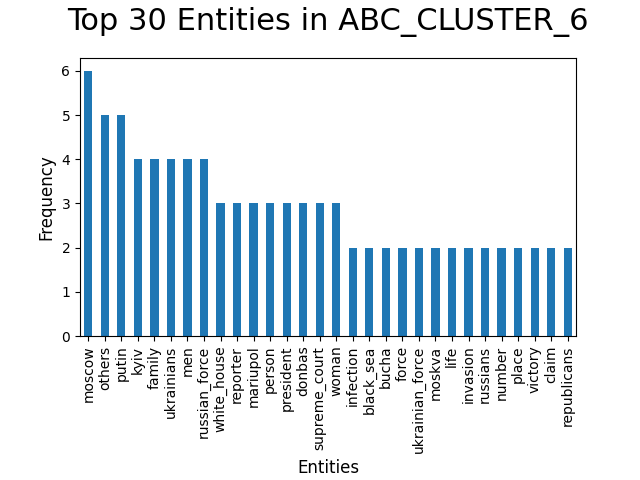 Top 30 Entities in ABC_CLUSTER_6
Frequency
6
5
4
3
2
1
0
moscow
others
putin
kyiv
family
ukrainians
men
russian_force
white_house
reporter
mariupol
person
president
donbas
supreme_court
woman
infection
black_sea
bucha
force
ukrainian_force
moskva
life
invasion
russians
number
place
victory
claim
republicans
Entities